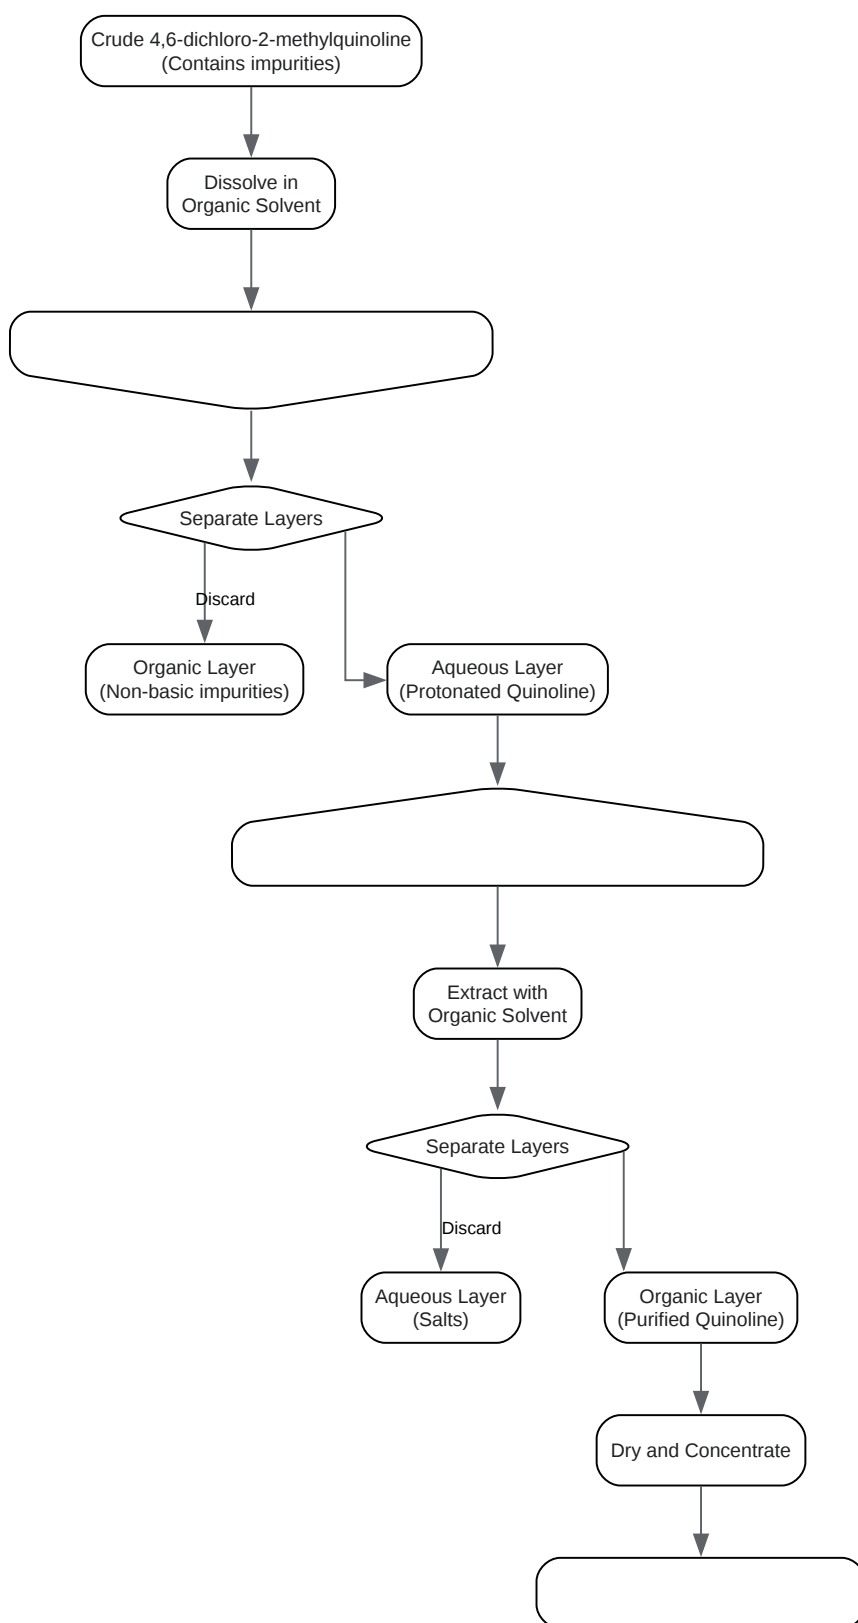 Crude 4,6-dichloro-2-methylquinoline
(Contains impurities)
Dissolve in
Organic Solvent
Separate Layers
Discard
Organic Layer
(Non-basic impurities)
Aqueous Layer
(Protonated Quinoline)
Extract with
Organic Solvent
Separate Layers
Discard
Aqueous Layer
(Salts)
Organic Layer
(Purified Quinoline)
Dry and Concentrate